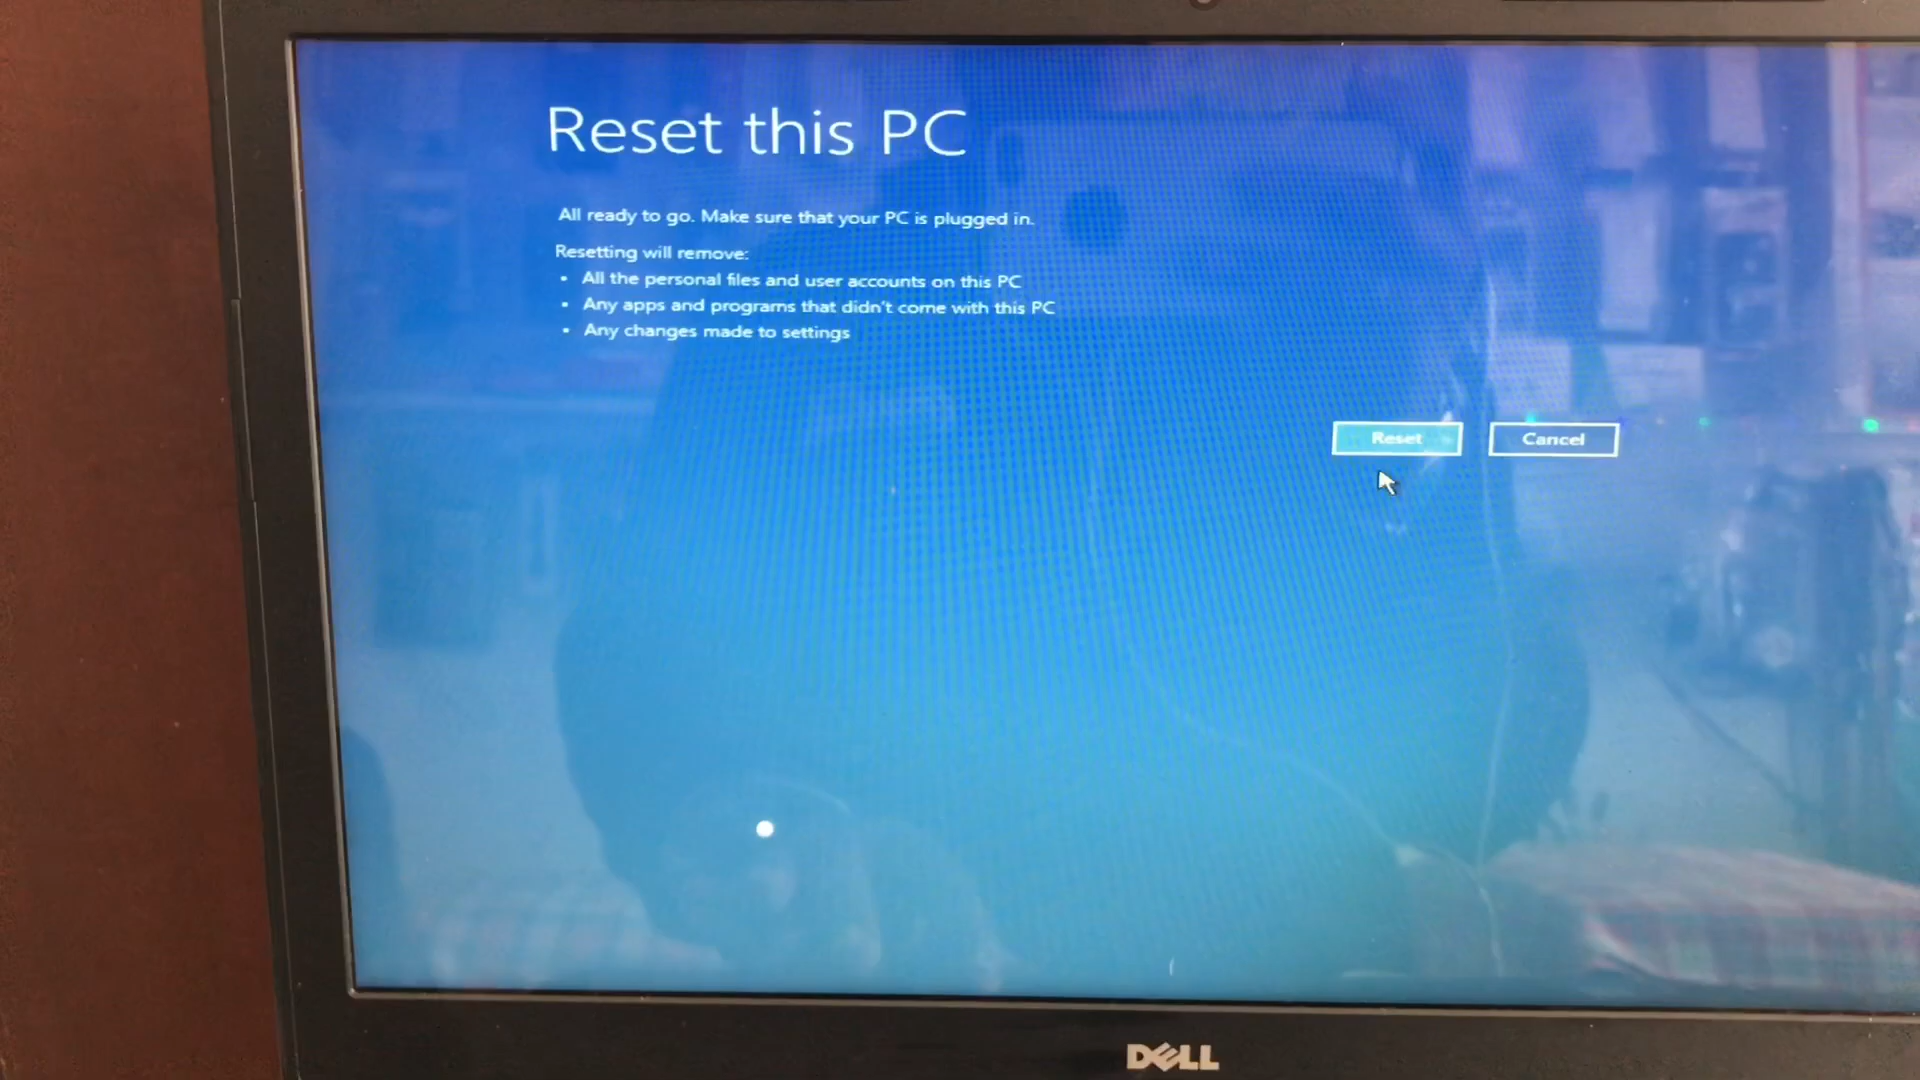 Reset this PC
All ready to go. Make sure that your PC is plugged in.
Resetting will remove:
• All the personal files and user accounts on this PC
• Any apps and programs that didn't come with this PC
• Any changes made to settings
Reset Cancel
DELL